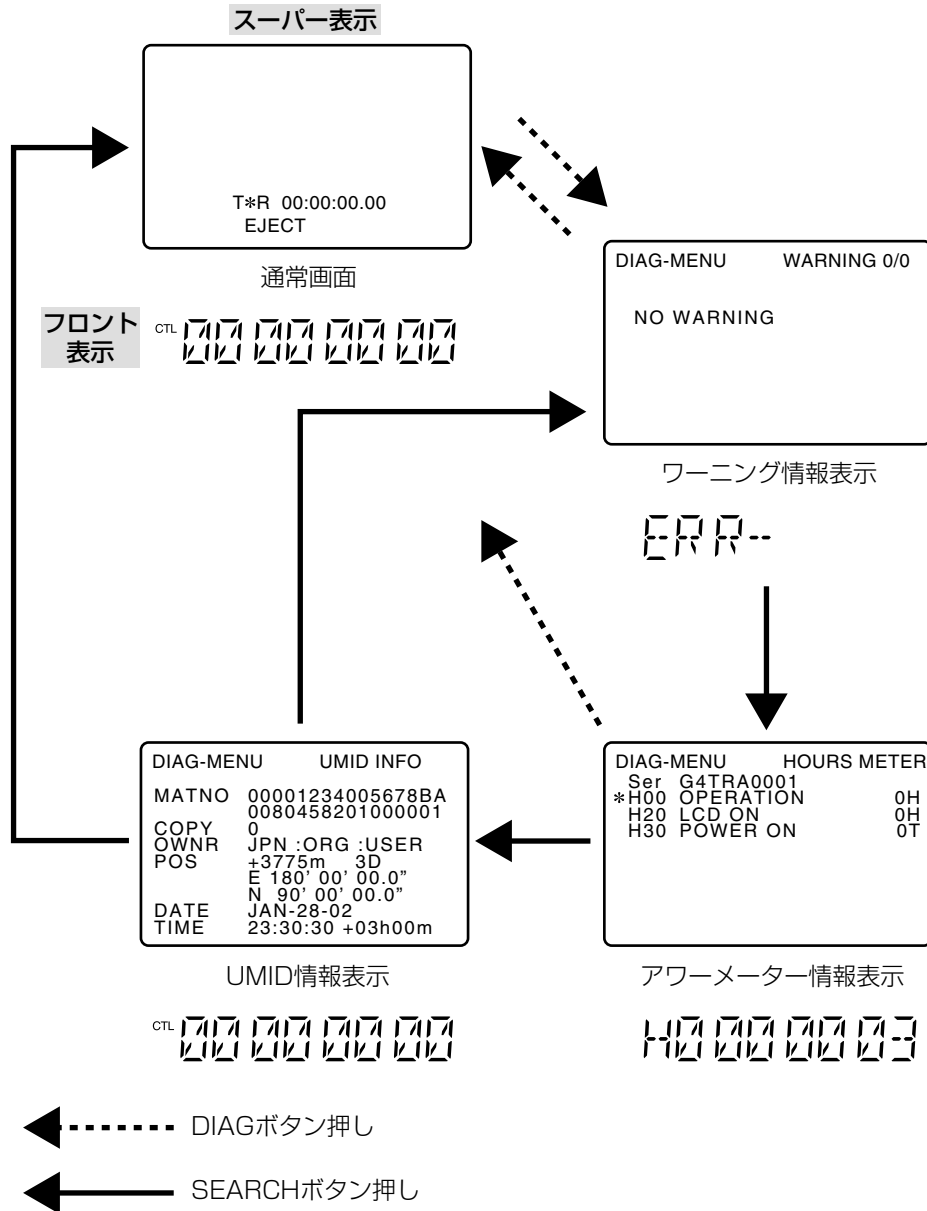 スーパー表示
T*R 00:00:00.00
EJECT
通常画面
フロント
表示
CTL 00 00 00 00
DIAG-MENU WARNING 0/0
NO WARNING
ワーニング情報表示
ERR--
DIAG-MENU UMID INFO
MATNO 00001234005678BA
0080458201000001
COPY 0
OWNR JPN :ORG :USER
POS +3775m 3D
E 180' 00' 00.0"
N 90' 00' 00.0"
DATE JAN-28-02
TIME 23:30:30 +03h00m
UMID情報表示
CTL 00 00 00 00
DIAG-MENU HOURS METER
Ser G4TRA0001
*H00 OPERATION 0H
H20 LCD ON 0H
H30 POWER ON 0T
アワーメーター情報表示
H0 00 00 03
DIAGボタン押し
SEARCHボタン押し